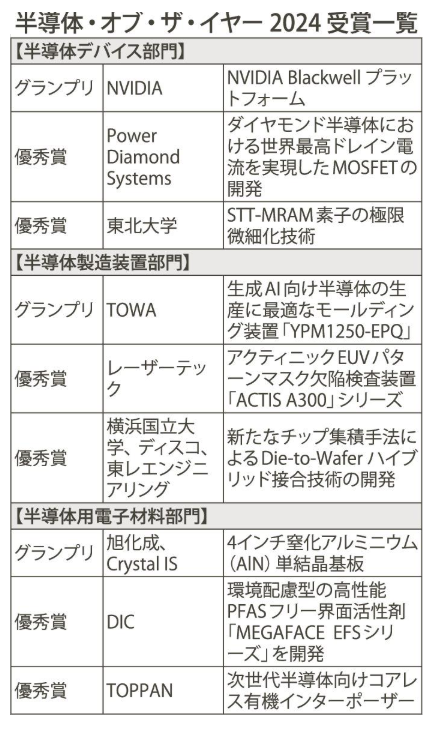 半導体・オブ・ザ・イヤー 2024 受賞一覧
【半導体デバイス部門】
グランプリ
NVIDIA
NVIDIA Blackwell プラッ
トフォーム
優秀賞
Power
Diamond
Systems
ダイヤモンド半導体にお
ける世界最高ドレイン電
流を実現したMOSFETの
開発
優秀賞
東北大学
STT-MRAM素子の極限
微細化技術
【半導体製造装置部門】
グランプリ
TOWA
生成AI向け半導体の生
産に最適なモールディン
グ装置「YPM1250-EPQ」
優秀賞
レーザーテッ
ク
アクティニックEUVパタ
ーンマスク欠陥検査装置
「ACTIS A300」シリーズ
優秀賞
横浜国立大
学、ディスコ、
東レエンジニ
アリング
新たなチップ集積手法に
よるDie-to-Wafer ハイブ
リッド接合技術の開発
【半導体用電子材料部門】
グランプリ
旭化成、
Crystal IS
4インチ窒化アルミニウム
（AIN）単結晶基板
優秀賞
DIC
環境配慮型の高性能
PFASフリー界面活性剤
「MEGAFACE EFSシリ
ーズ」を開発
優秀賞
TOPPAN
次世代半導体向けコアレ
ス有機インターポーザー